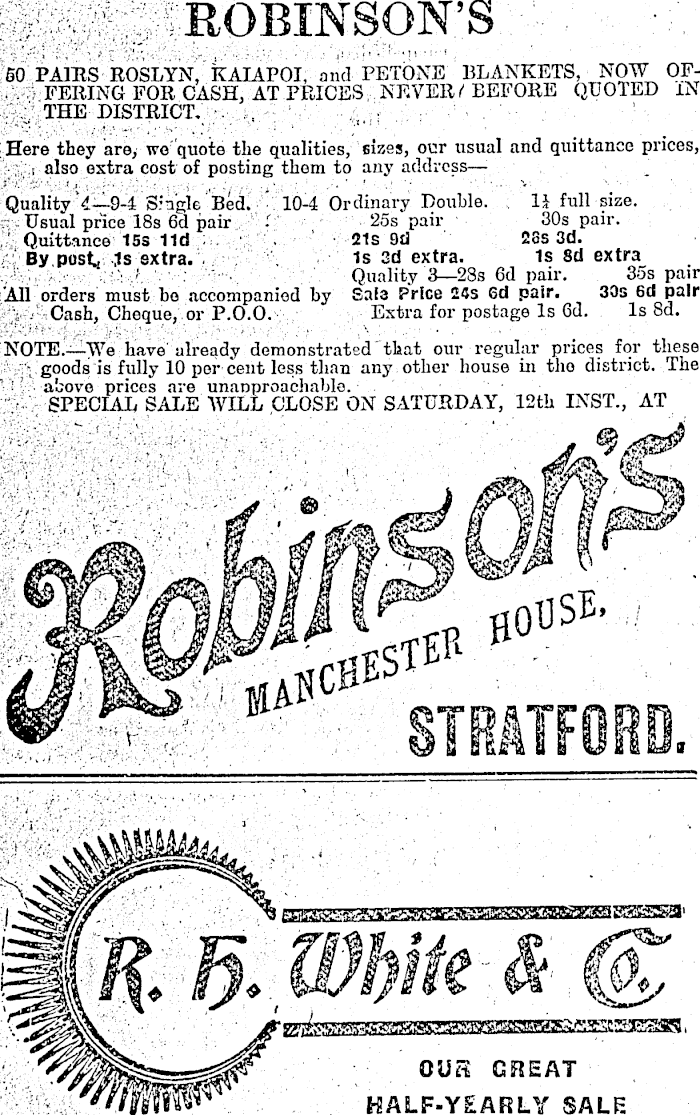 ROBINSON'S
50 PAIRS ROSLYN, KAIAPOI, and PETONE BLANKETS, NOW OF-
FERING FOR CASH, AT PRICES NEVER BEFORE QUOTED IN
THE DISTRICT.
Here they are, we quote the qualities, sizes, our usual and quittance prices,
also extra cost of posting them to any address—
Quality 4—9-4 Single Bed. 10-4 Ordinary Double. 1½ full size.
Usual price 18s 6d pair 25s pair 30s pair.
Quittance 15s 11d 21s 9d 26s 3d.
By post, 1s extra. 1s 3d extra. 1s 8d extra
Quality 3—28s 6d pair. 35s pair
All orders must be accompanied by Sale Price 24s 6d pair. 30s 6d pair
Cash, Cheque, or P.O.O. Extra for postage 1s 6d. 1s 8d.
NOTE.—We have already demonstrated that our regular prices for these
goods is fully 10 per cent less than any other house in the district. The
above prices are unapproachable.
SPECIAL SALE WILL CLOSE ON SATURDAY, 12th INST., AT
Robinson's
MANCHESTER HOUSE,
STRATFORD.
R. H. White & Co.
OUR GREAT
HALF-YEARLY SALE